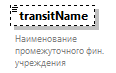 transitName
Наименование
промежуточного фин.
учреждения